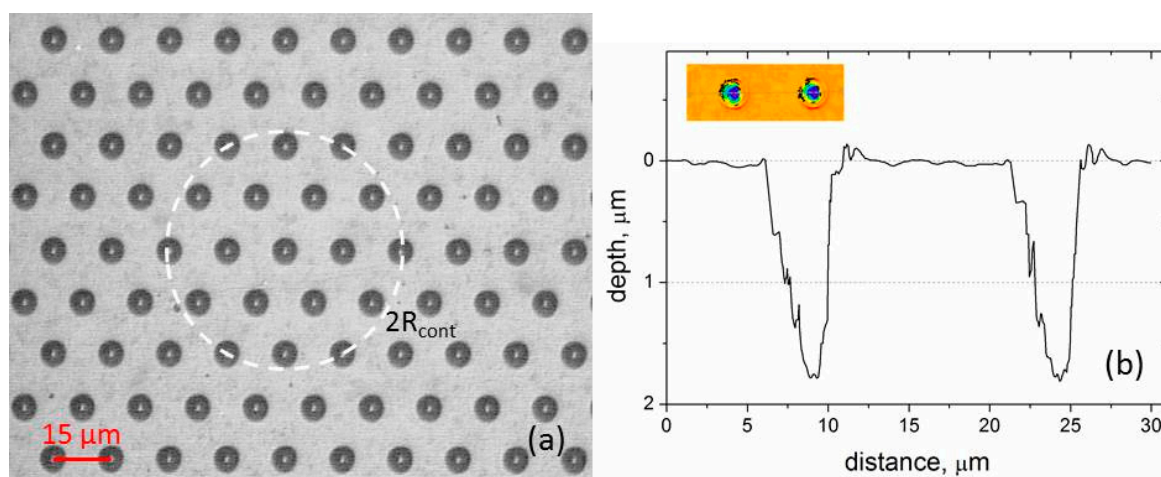 2R_cont
15 μm
(a)
0
1
2
depth, μm
0
5
10
15
20
25
30
distance, μm
(b)